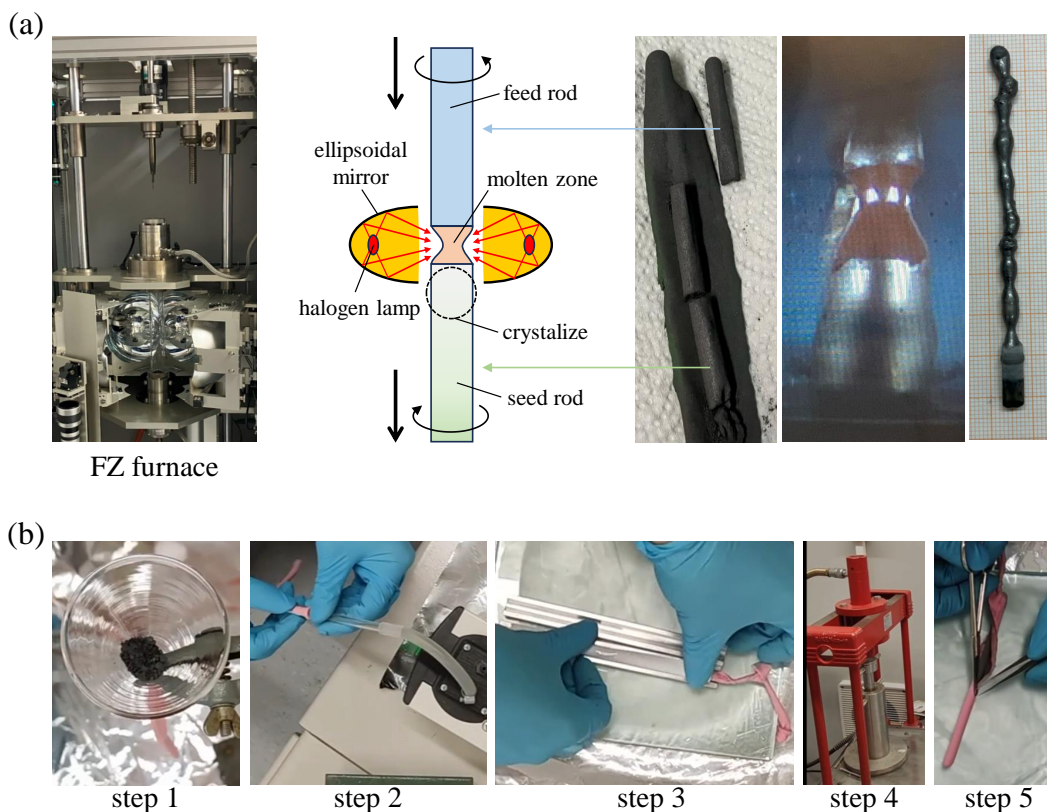 (a)
feed rod
ellipsoidal
mirror
molten zone
halogen lamp
crystalize
seed rod
FZ furnace
(b)
step 1
step 2
step 3
step 4
step 5